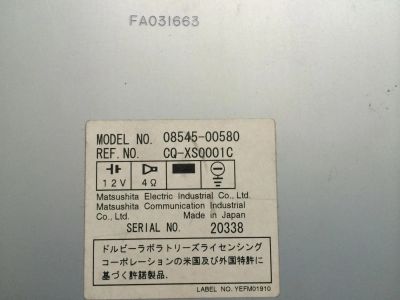 FA031663
MODEL NO. 08545-00580
REF. NO. CQ-XS0001C
12V 4Ω
Matsushita Electric Industrial Co., Ltd.
Matsushita Communication Industrial
Co., Ltd. Made in Japan
SERIAL NO. 20338
ドルビーラボラトリーズライセンシング
コーポレーションの米国及び外国特許に
基づく許諾製品.
LABEL NO. YEFM01910